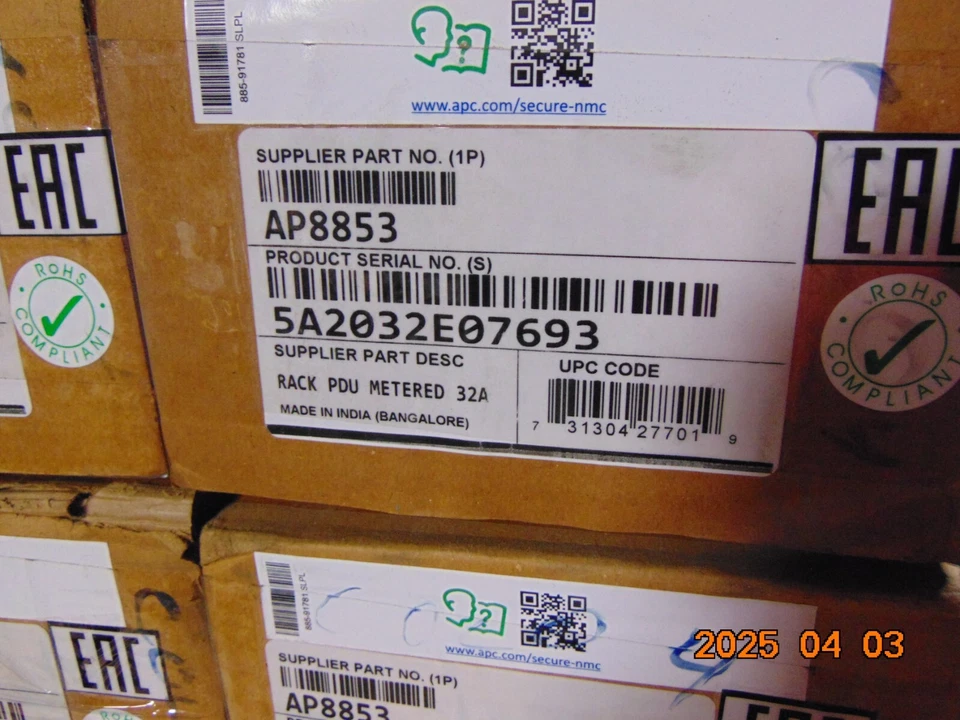 885-91781 SLPL
www.apc.com/secure-nmc
EAC
RoHS
COMPLIANT
SUPPLIER PART NO. (1P)
AP8853
PRODUCT SERIAL NO. (S)
5A2032E07693
SUPPLIER PART DESC
RACK PDU METERED 32A
MADE IN INDIA (BANGALORE)
UPC CODE
7 31304 27701 9
EAC
RoHS
COMPLIANT
885-91781 SLPL
www.apc.com/secure-nmc
EAC
SUPPLIER PART NO. (1P)
AP8853
2025 04 03